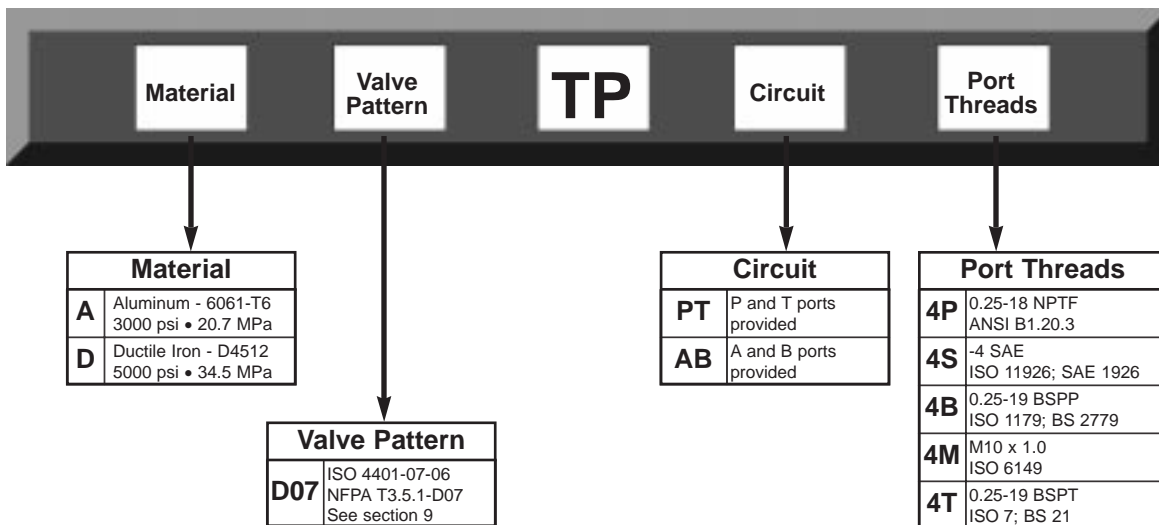 Material
Valve
Pattern
TP
Circuit
Port
Threads
Material
A
Aluminum - 6061-T6
3000 psi • 20.7 MPa
D
Ductile Iron - D4512
5000 psi • 34.5 MPa
Valve Pattern
D07
ISO 4401-07-06
NFPA T3.5.1-D07
See section 9
Circuit
PT
P and T ports
provided
AB
A and B ports
provided
Port Threads
4P
0.25-18 NPTF
ANSI B1.20.3
4S
-4 SAE
ISO 11926; SAE 1926
4B
0.25-19 BSPP
ISO 1179; BS 2779
4M
M10 x 1.0
ISO 6149
4T
0.25-19 BSPT
ISO 7; BS 21